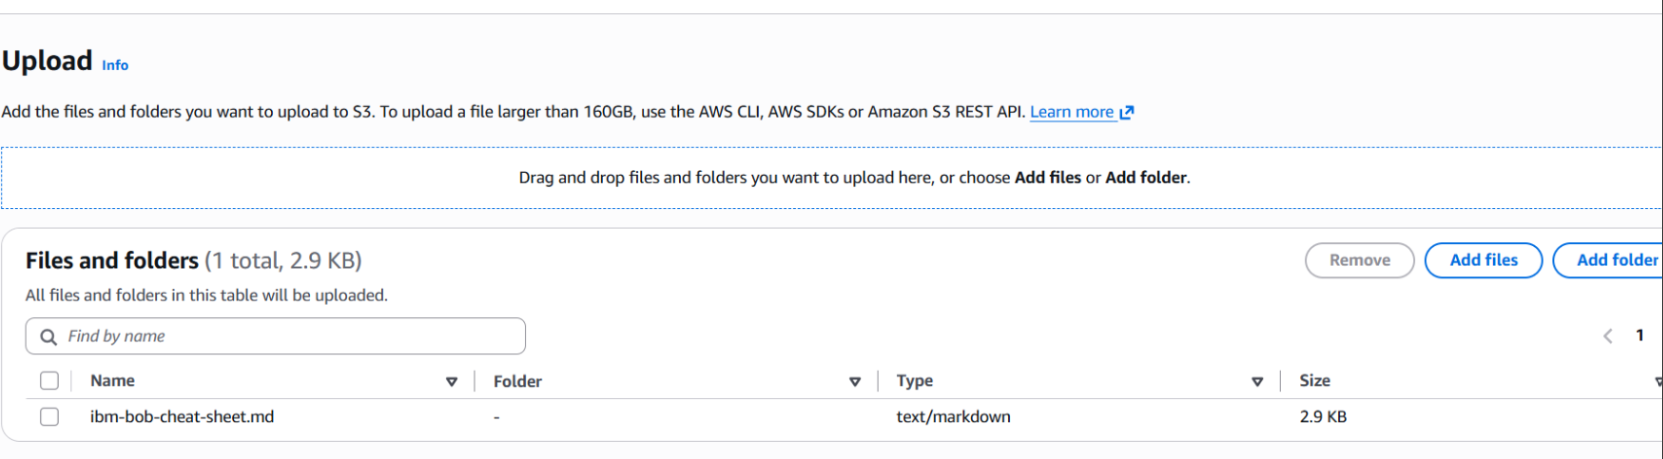 Upload Info
Add the files and folders you want to upload to S3. To upload a file larger than 160GB, use the AWS CLI, AWS SDKs or Amazon S3 REST API. Learn more
Drag and drop files and folders you want to upload here, or choose Add files or Add folder.
Files and folders (1 total, 2.9 KB) Remove Add files Add folder
All files and folders in this table will be uploaded.
Find by name 1
Name Folder Type Size
ibm-bob-cheat-sheet.md - text/markdown 2.9 KB